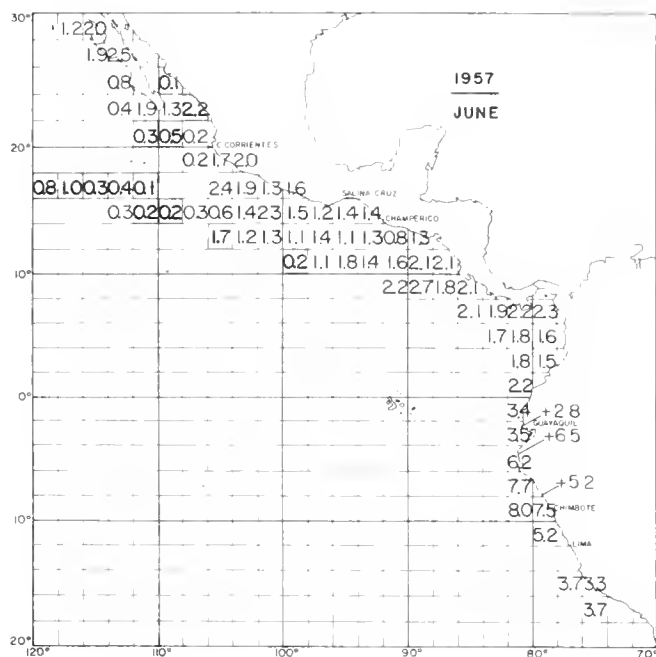 30°
1.2 2.0
1.9 2.5
1957
0.8 0.1
JUNE
0.4 1.9 1.3 2.2
0.3 0.5 0.2
C. CORRIENTES
20°
0.2 1.7 2.0
0.8 1.0 0.3 0.4 0.1 2.4 1.9 1.3 1.6
SALINA CRUZ
0.3 0.2 0.2 0.3 0.6 1.4 2.3 1.5 1.2 1.4 1.4
CHAMPERICO
1.7 1.2 1.3 1.1 1.4 1.1 1.3 0.8 1.3
0.2 1.1 1.8 1.4 1.6 2.1 2.1
10°
2.2 2.7 1.8 2.1
2.1 1.9 2.2 2.3
1.7 1.8 1.6
1.8 1.5
2.2
0°
3.4 +2.8
GUAYAQUIL
3.5 +6.5
6.2
7.7 +5.2
8.0 7.5 CHIMBOTE
10°
5.2
LIMA
3.7 3.3
3.7
20°
120° 110° 100° 90° 80° 70°